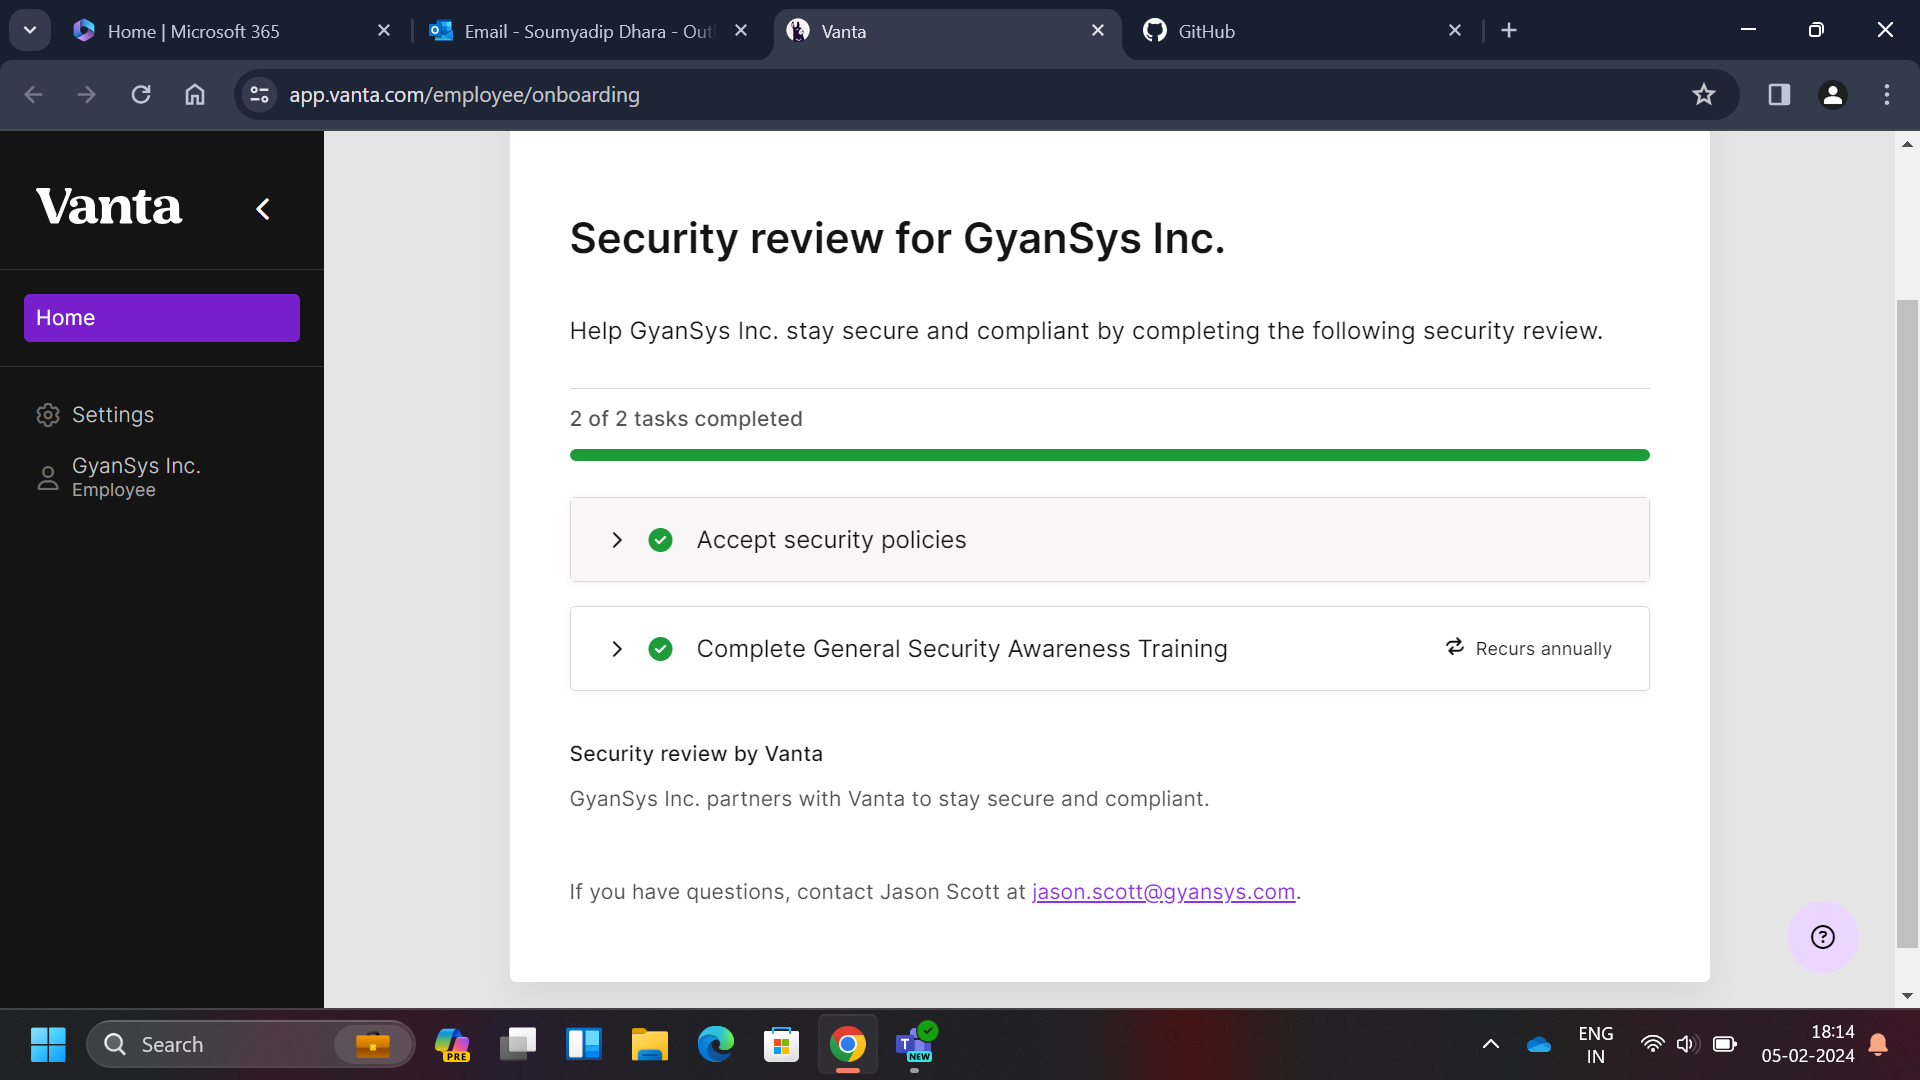 Home | Microsoft 365
Email - Soumyadip Dhara - Out
Vanta
GitHub
app.vanta.com/employee/onboarding
Vanta
Home
Settings
GyanSys Inc.
Employee
Security review for GyanSys Inc.
Help GyanSys Inc. stay secure and compliant by completing the following security review.
2 of 2 tasks completed
Accept security policies
Complete General Security Awareness Training
Recurs annually
Security review by Vanta
GyanSys Inc. partners with Vanta to stay secure and compliant.
If you have questions, contact Jason Scott at jason.scott@gyansys.com.
Search
PRE
NEW
ENG
IN
18:14
05-02-2024